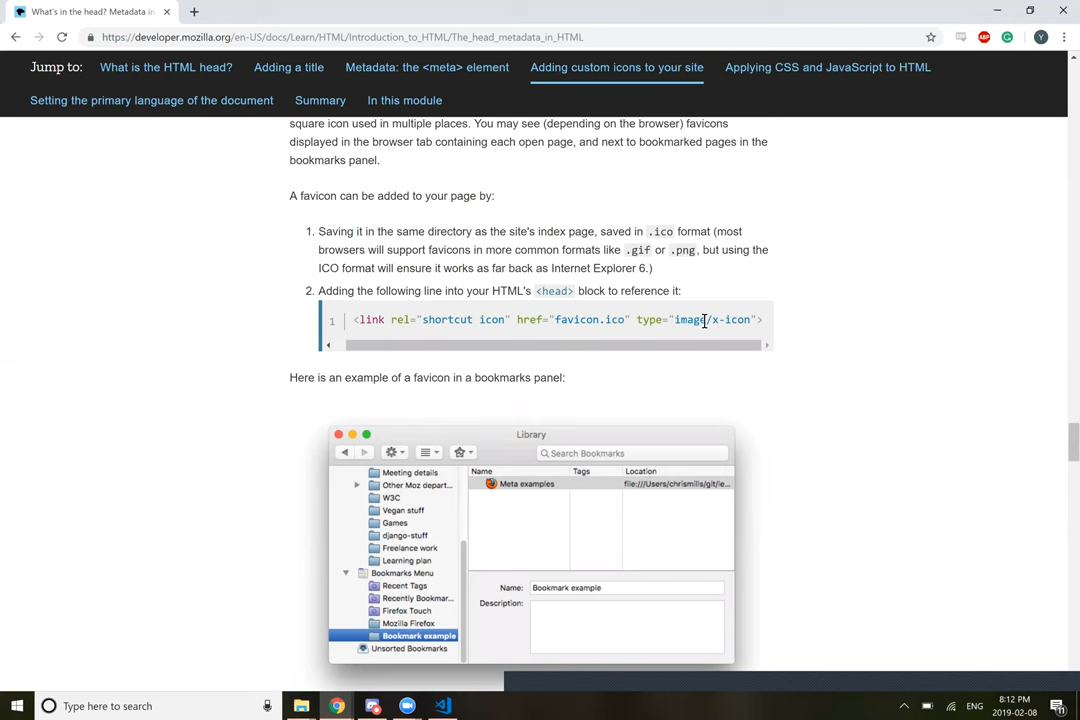 What's in the head? Metadata in
https://developer.mozilla.org/en-US/docs/Learn/HTML/Introduction_to_HTML/The_head_metadata_in_HTML
ABP
Y
Jump to: What is the HTML head? Adding a title Metadata: the <meta> element Adding custom icons to your site Applying CSS and JavaScript to HTML
Setting the primary language of the document Summary In this module
square icon used in multiple places. You may see (depending on the browser) favicons
displayed in the browser tab containing each open page, and next to bookmarked pages in the
bookmarks panel.
A favicon can be added to your page by:
1. Saving it in the same directory as the site's index page, saved in .ico format (most
browsers will support favicons in more common formats like .gif or .png, but using the
ICO format will ensure it works as far back as Internet Explorer 6.)
2. Adding the following line into your HTML's <head> block to reference it:
1 <link rel="shortcut icon" href="favicon.ico" type="image/x-icon">
Here is an example of a favicon in a bookmarks panel:
Library
Search Bookmarks
Name Tags Location
Meeting details
Meta examples file:///Users/chrismills/git/le...
Other Moz depart...
W3C
Vegan stuff
Games
django-stuff
Freelance work
Learning plan
Bookmarks Menu
Recent Tags
Recently Bookmar...
Firefox Touch
Mozilla Firefox
Bookmark example
Unsorted Bookmarks
Name: Bookmark example
Description:
Type here to search
ENG
8:12 PM
2019-02-08